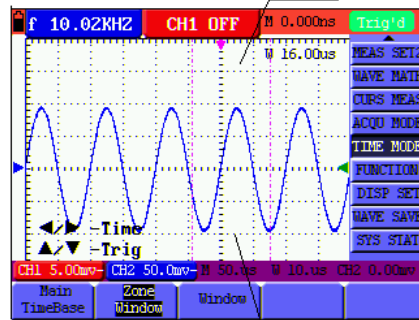 f 10.02KHZ CH1 OFF M 0.000ns Trig'd
W 16.00us
MEAS SET
WAVE MATH
CURS MEAS
ACQU MODE
TIME MODE
FUNCTION
DISP SET
WAVE SAVE
SYS STAT
◀/▶ -Time
▲/▼ -Trig
CH1 5.00mv- CH2 50.0mv- M 50.us W 10.us CH2 0.00mv
Main TimeBase
Zone Window
Window